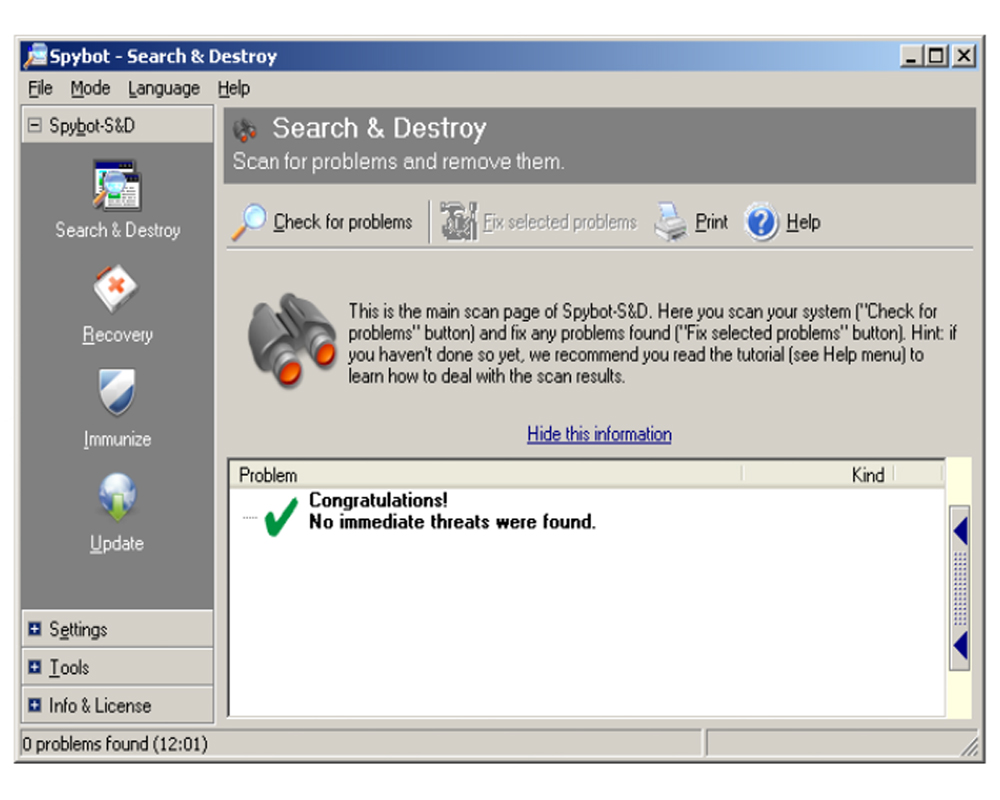 Spybot - Search & Destroy
File Mode Language Help
Spybot-S&D
Search & Destroy
Recovery
Immunize
Update
Settings
Tools
Info & License
Search & Destroy
Scan for problems and remove them.
Check for problems Fix selected problems Print Help
This is the main scan page of Spybot-S&D. Here you scan your system ("Check for
problems" button) and fix any problems found ("Fix selected problems" button). Hint: if
you haven't done so yet, we recommend you read the tutorial (see Help menu) to
learn how to deal with the scan results.
Hide this information
Problem Kind
Congratulations!
No immediate threats were found.
0 problems found (12:01)